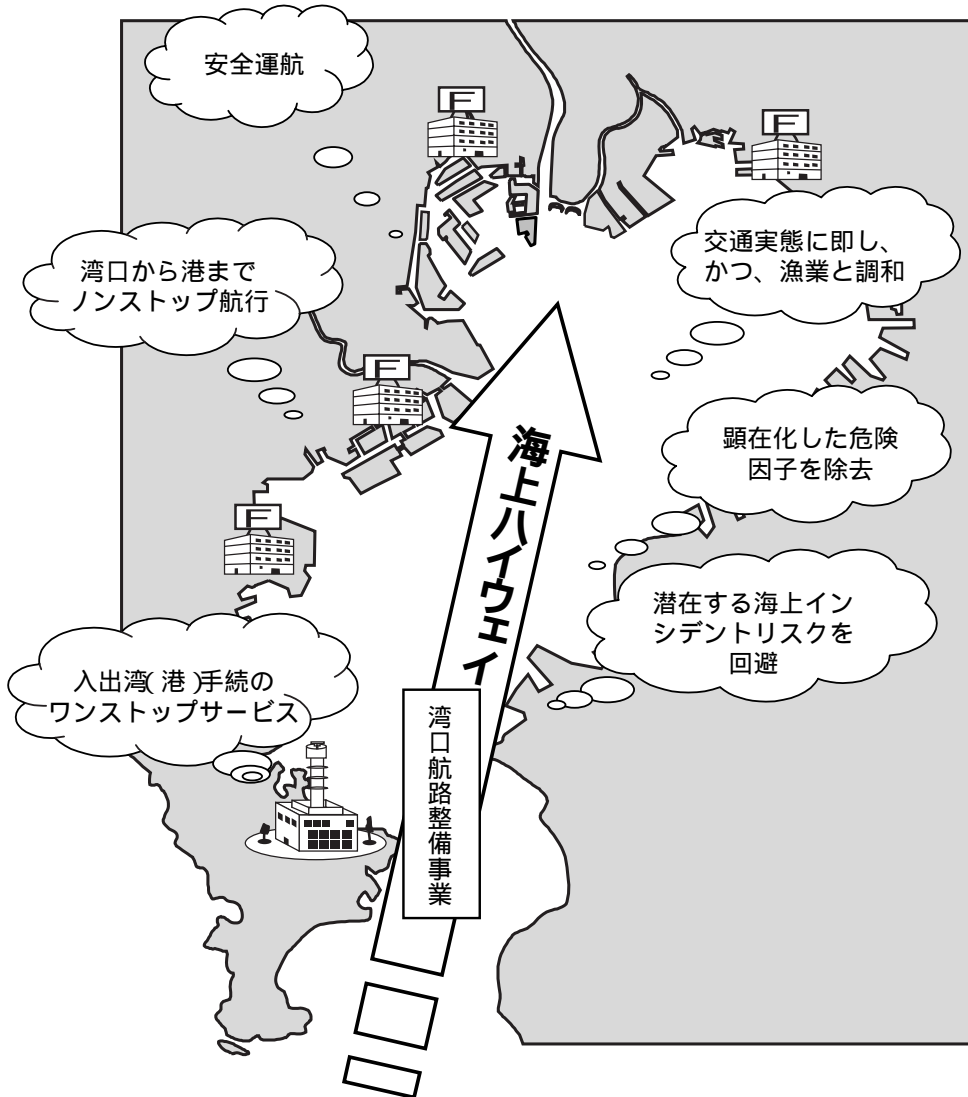 安全運航
F
F
湾口から港まで
ノンストップ航行
交通実態に即し、
かつ、漁業と調和
F
顕在化した危険
因子を除去
海上ハイウェイ
F
潜在する海上イン
シデントリスクを
回避
入出湾(港)手続の
ワンストップサービス
湾口航路整備事業